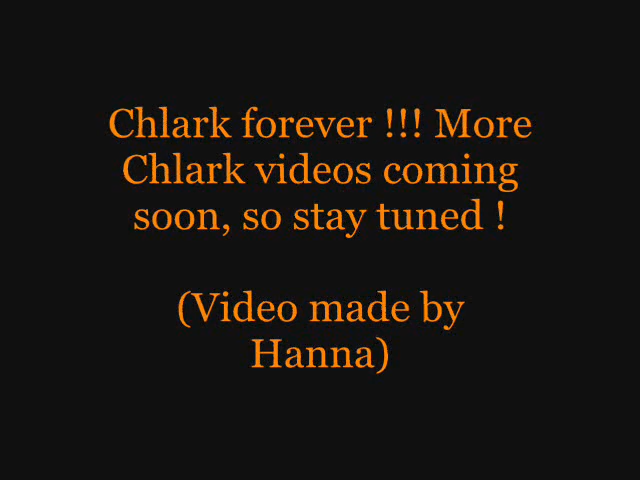 Chlark forever !!! More
Chlark videos coming
soon, so stay tuned !
(Video made by
Hanna)